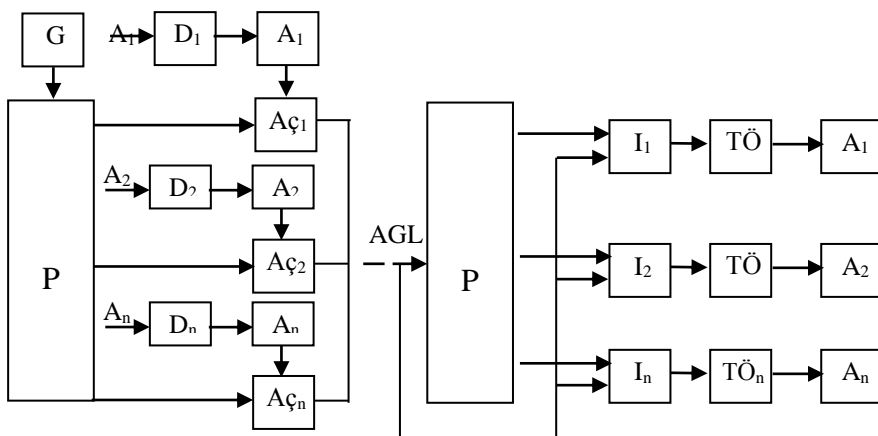 G A₁ D₁ A₁
Aç₁ I₁ TÖ A₁
A₂ D₂ A₂
AGL
P Aç₂ P I₂ TÖ A₂
Aₙ Dₙ Aₙ
Açₙ Iₙ TÖₙ Aₙ